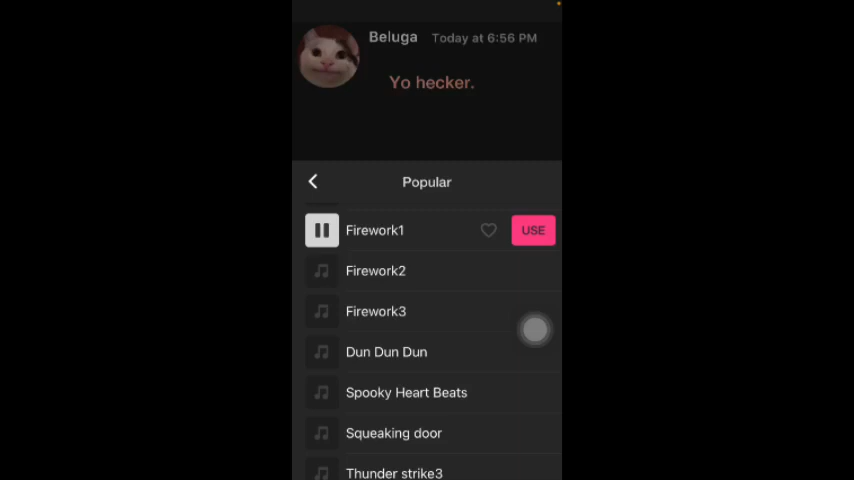 Beluga Today at 6:56 PM
Yo hecker.
Popular
Firework1 USE
Firework2
Firework3
Dun Dun Dun
Spooky Heart Beats
Squeaking door
Thunder strike3